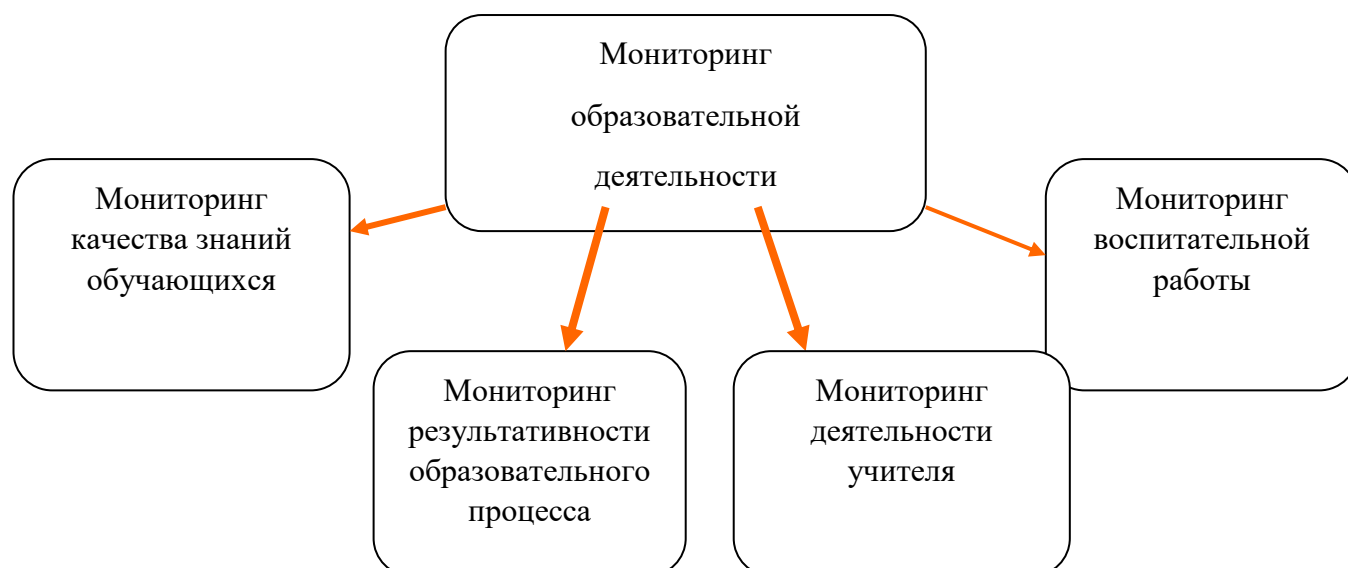 Мониторинг
образовательной
деятельности
Мониторинг
качества знаний
обучающихся
Мониторинг
воспитательной
работы
Мониторинг
результативности
образовательного
процесса
Мониторинг
деятельности
учителя